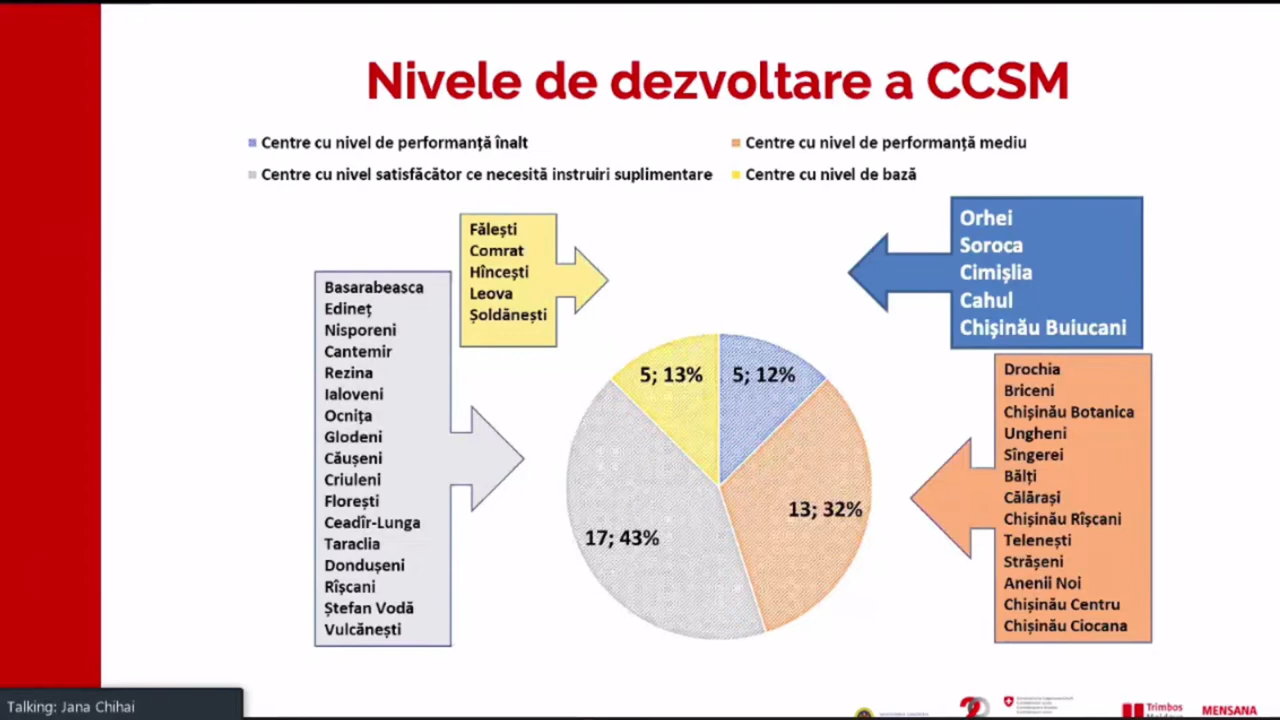 Nivele de dezvoltare a CCSM
Centre cu nivel de performanță înalt
Centre cu nivel de performanță mediu
Centre cu nivel satisfăcător ce necesită instruiri suplimentare
Centre cu nivel de bază
Fălești
Comrat
Hîncești
Leova
Șoldănești
Orhei
Soroca
Cimișlia
Cahul
Chișinău Buiucani
Basarabeasca
Edineț
Nisporeni
Cantemir
Rezina
Ialoveni
Ocnița
Glodeni
Căușeni
Criuleni
Florești
Ceadîr-Lunga
Taraclia
Dondușeni
Rîșcani
Ștefan Vodă
Vulcănești
5; 13%
5; 12%
13; 32%
17; 43%
Drochia
Briceni
Chișinău Botanica
Ungheni
Sîngerei
Bălți
Călărași
Chișinău Rîșcani
Telenești
Strășeni
Anenii Noi
Chișinău Centru
Chișinău Ciocana
Talking: Jana Chihai
Trimbos
MENSANA